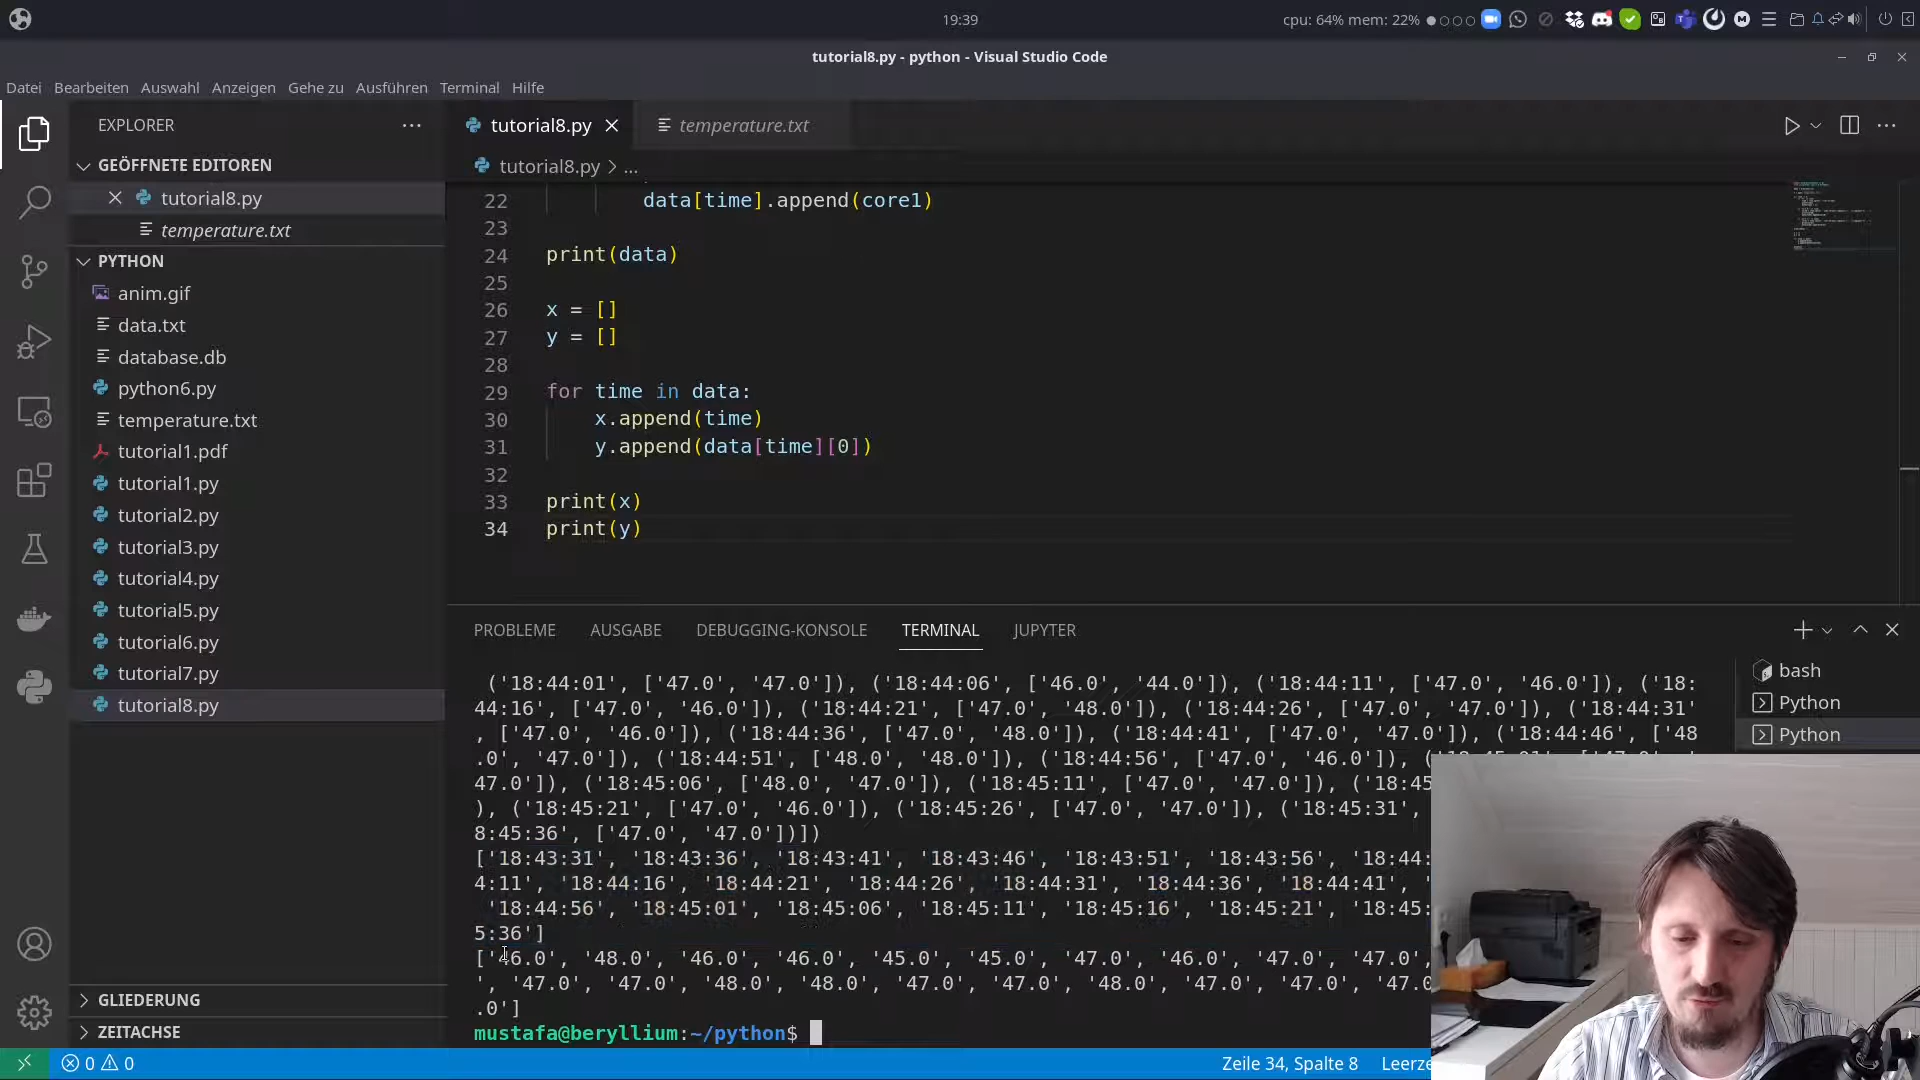 19:39
cpu: 64% mem: 22%
tutorial8.py - python - Visual Studio Code
Datei Bearbeiten Auswahl Anzeigen Gehe zu Ausführen Terminal Hilfe
EXPLORER
GEÖFFNETE EDITOREN
tutorial8.py
temperature.txt
PYTHON
anim.gif
data.txt
database.db
python6.py
temperature.txt
tutorial1.pdf
tutorial1.py
tutorial2.py
tutorial3.py
tutorial4.py
tutorial5.py
tutorial6.py
tutorial7.py
tutorial8.py
GLIEDERUNG
ZEITACHSE
tutorial8.py
temperature.txt
tutorial8.py > ...
22 data[time].append(core1)
23
24 print(data)
25
26 x = []
27 y = []
28
29 for time in data:
30 x.append(time)
31 y.append(data[time][0])
32
33 print(x)
34 print(y)
PROBLEME AUSGABE DEBUGGING-KONSOLE TERMINAL JUPYTER
('18:44:01', ['47.0', '47.0']), ('18:44:06', ['46.0', '44.0']), ('18:44:11', ['47.0', '46.0']), ('18:
44:16', ['47.0', '46.0']), ('18:44:21', ['47.0', '48.0']), ('18:44:26', ['47.0', '47.0']), ('18:44:31'
, ['47.0', '46.0']), ('18:44:36', ['47.0', '48.0']), ('18:44:41', ['47.0', '47.0']), ('18:44:46', ['48
.0', '47.0']), ('18:44:51', ['48.0', '48.0']), ('18:44:56', ['47.0', '46.0']), (
47.0']), ('18:45:06', ['48.0', '47.0']), ('18:45:11', ['47.0', '47.0']), ('18:45
), ('18:45:21', ['47.0', '46.0']), ('18:45:26', ['47.0', '47.0']), ('18:45:31',
8:45:36', ['47.0', '47.0'])])
['18:43:31', '18:43:36', '18:43:41', '18:43:46', '18:43:51', '18:43:56', '18:44:
4:11', '18:44:16', '18:44:21', '18:44:26', '18:44:31', '18:44:36', '18:44:41', '
'18:44:56', '18:45:01', '18:45:06', '18:45:11', '18:45:16', '18:45:21', '18:45:
5:36']
['46.0', '48.0', '46.0', '46.0', '45.0', '45.0', '47.0', '46.0', '47.0', '47.0',
', '47.0', '47.0', '48.0', '48.0', '47.0', '47.0', '48.0', '47.0', '47.0', '47.0
.0']
mustafa@beryllium:~/python$
bash
Python
Python
0 0
Zeile 34, Spalte 8